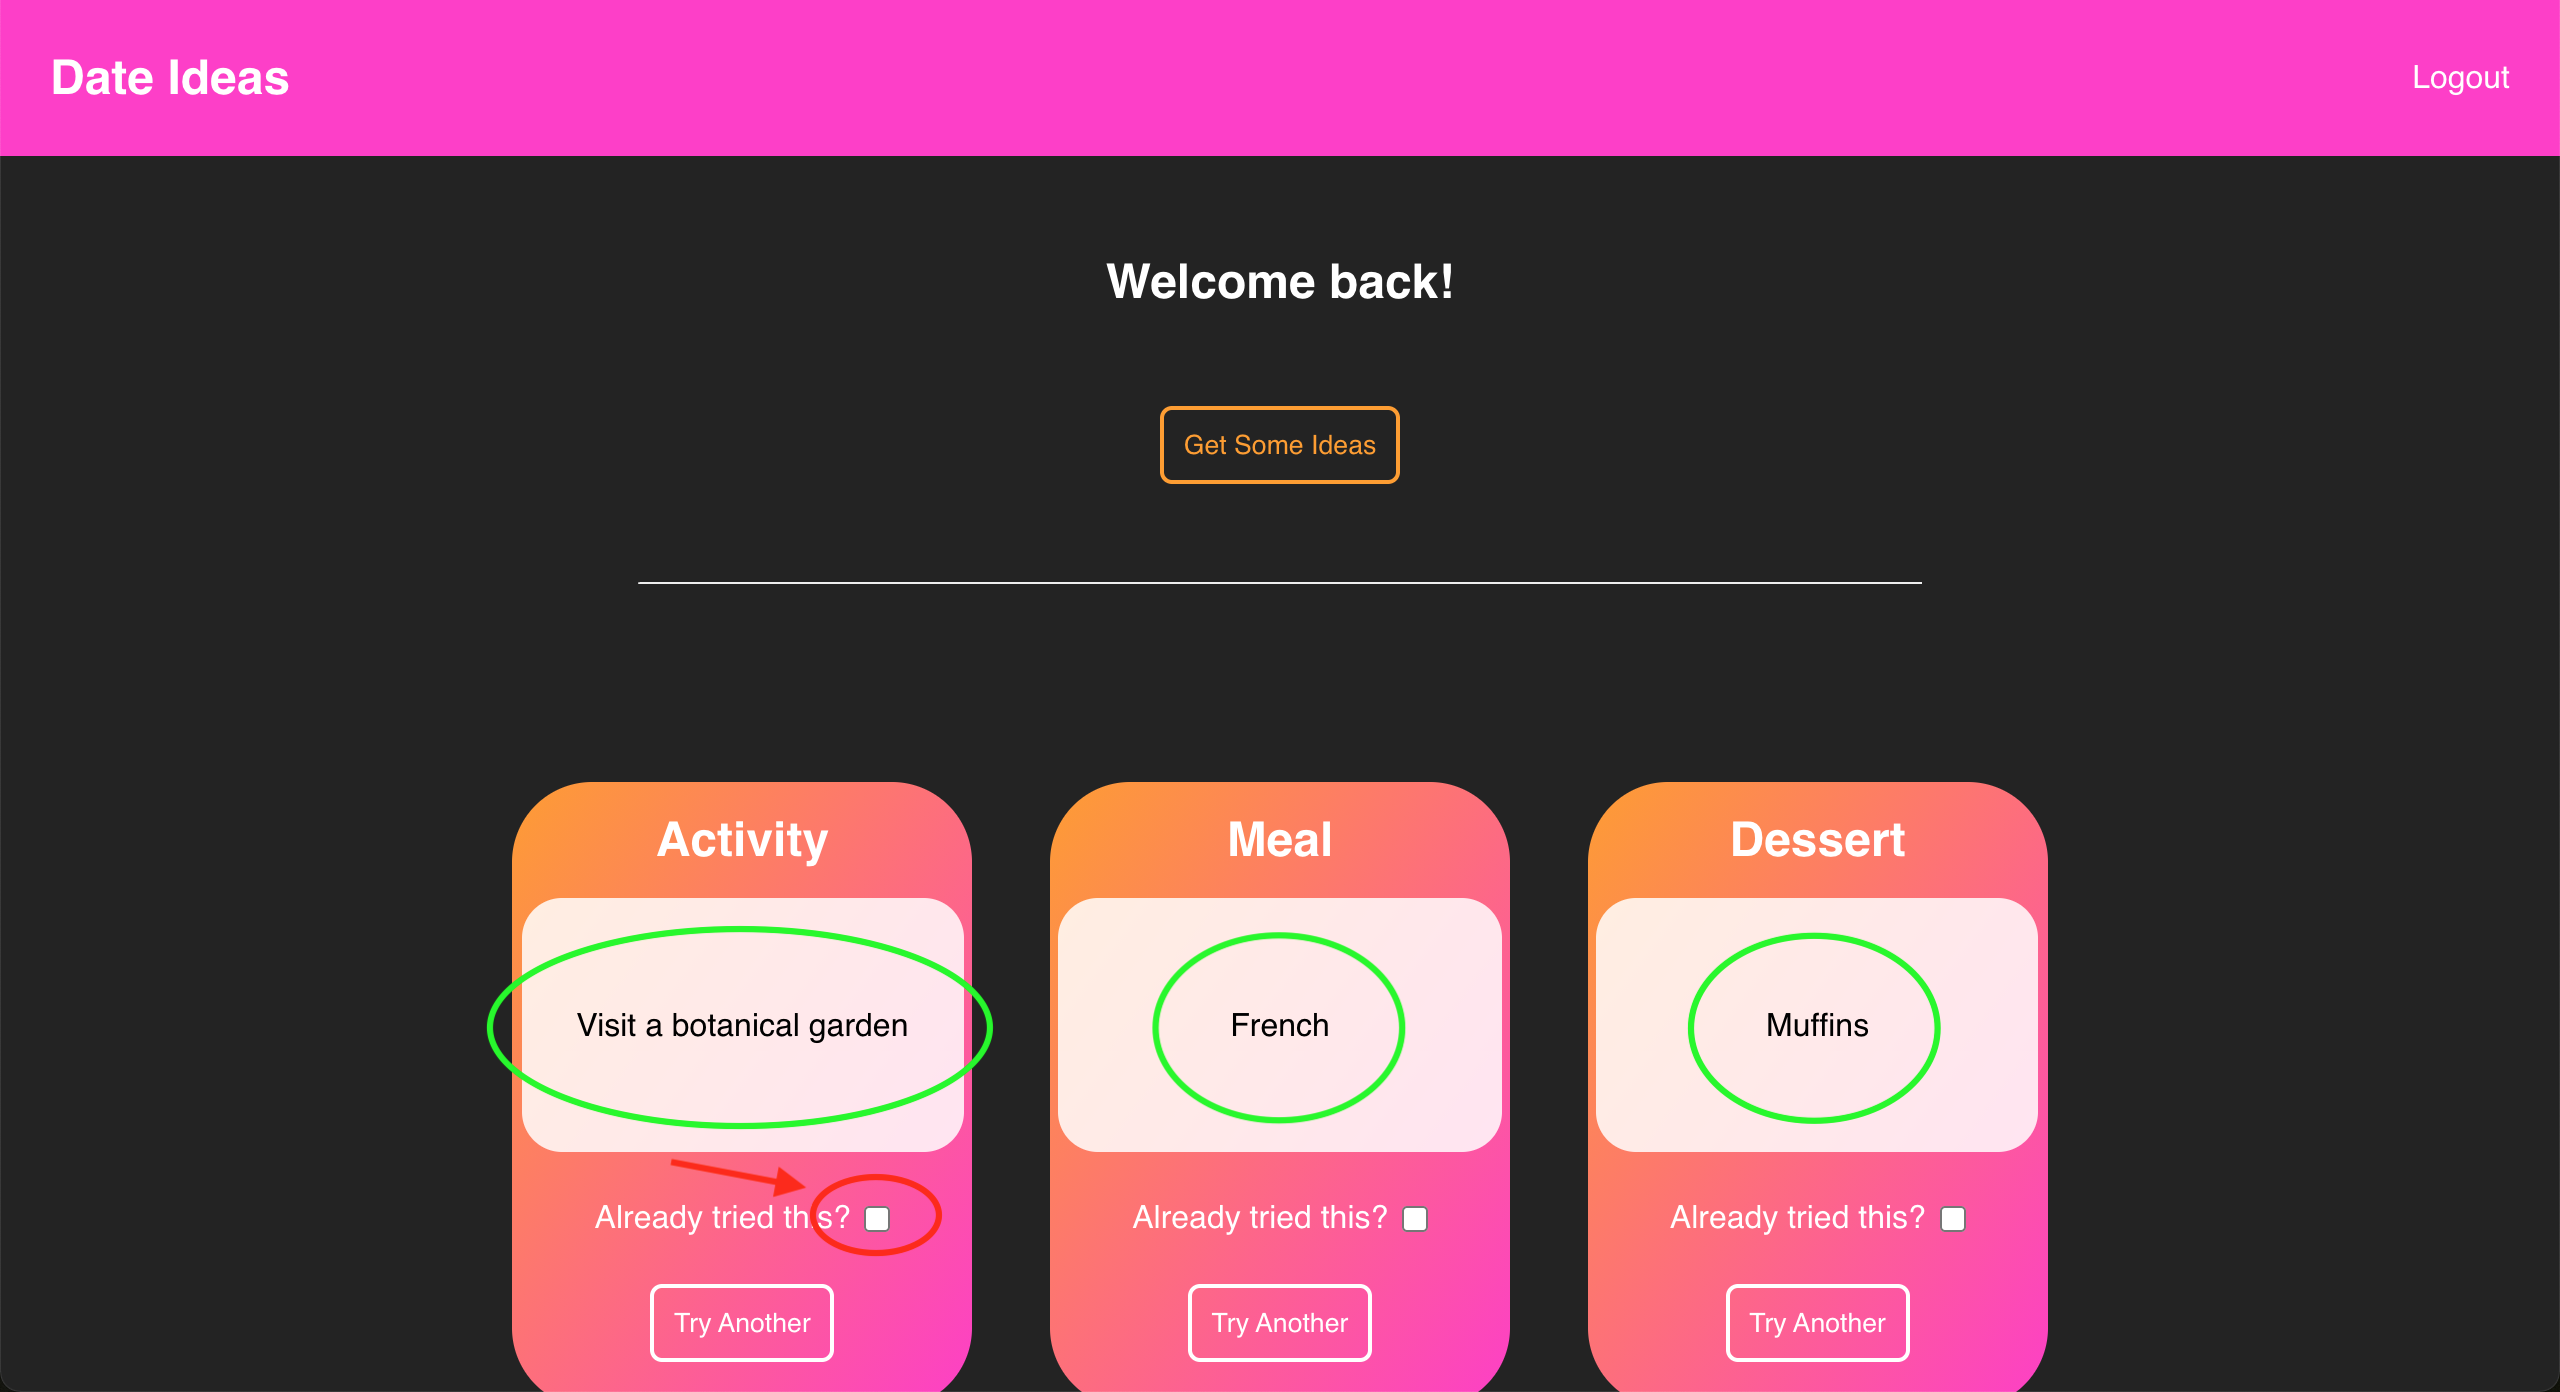 Date Ideas
Logout
Welcome back!
Get Some Ideas
Activity
Visit a botanical garden
Already tried this?
Try Another
Meal
French
Already tried this?
Try Another
Dessert
Muffins
Already tried this?
Try Another